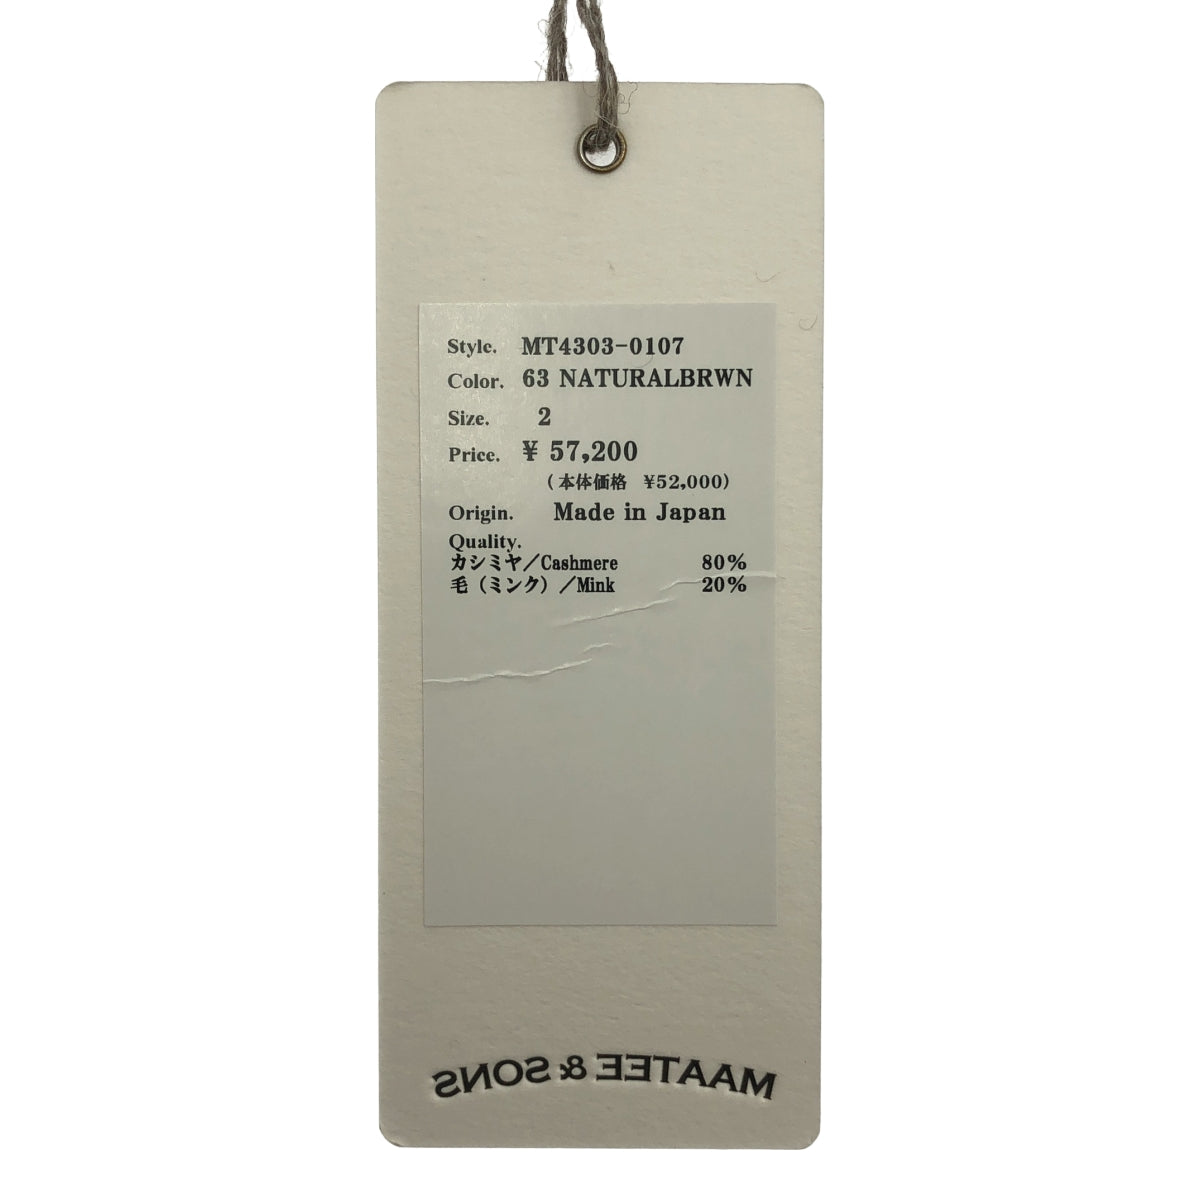 Style. MT4303-0107
Color. 63 NATURALBRWN
Size. 2
Price. ¥ 57,200
(本体価格 ¥52,000)
Origin. Made in Japan
Quality.
カシミヤ/Cashmere 80%
毛(ミンク)/Mink 20%
MAATEE & SONS